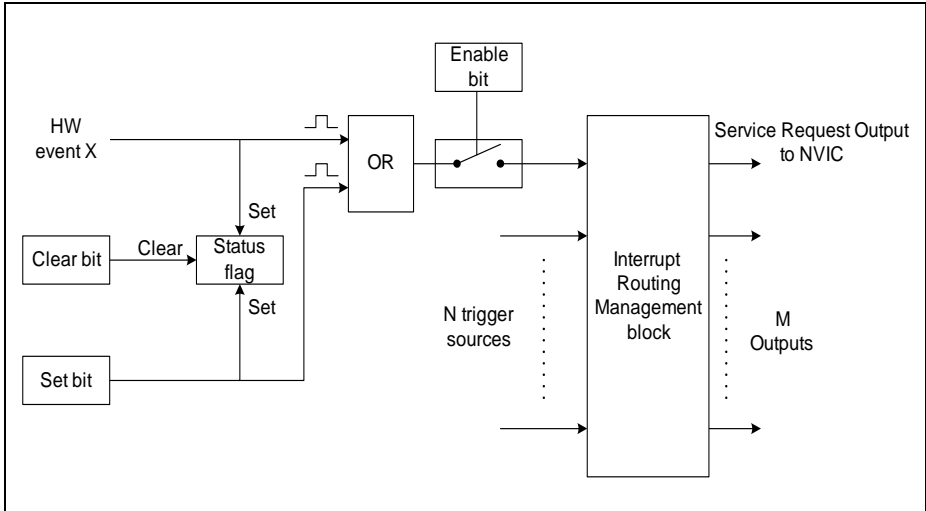 Enable
bit
HW
event X
OR
Service Request Output
to NVIC
Set
Clear bit
Clear
Status
flag
Set
Set bit
N trigger
sources
Interrupt
Routing
Management
block
M
Outputs